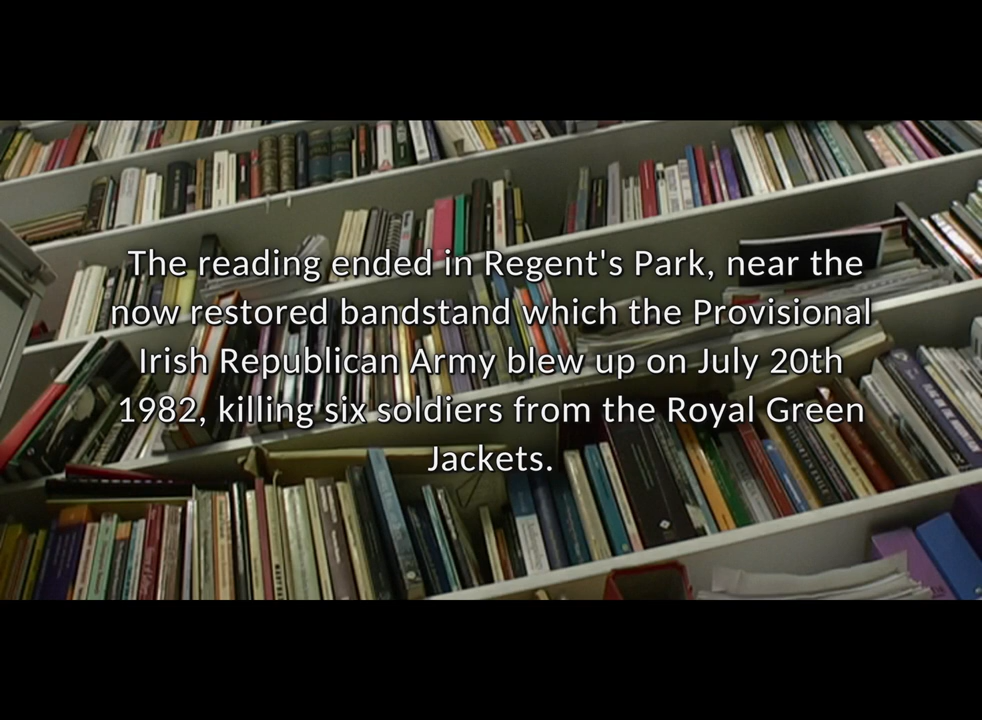 The reading ended in Regent's Park, near the
now restored bandstand which the Provisional
Irish Republican Army blew up on July 20th
1982, killing six soldiers from the Royal Green
Jackets.